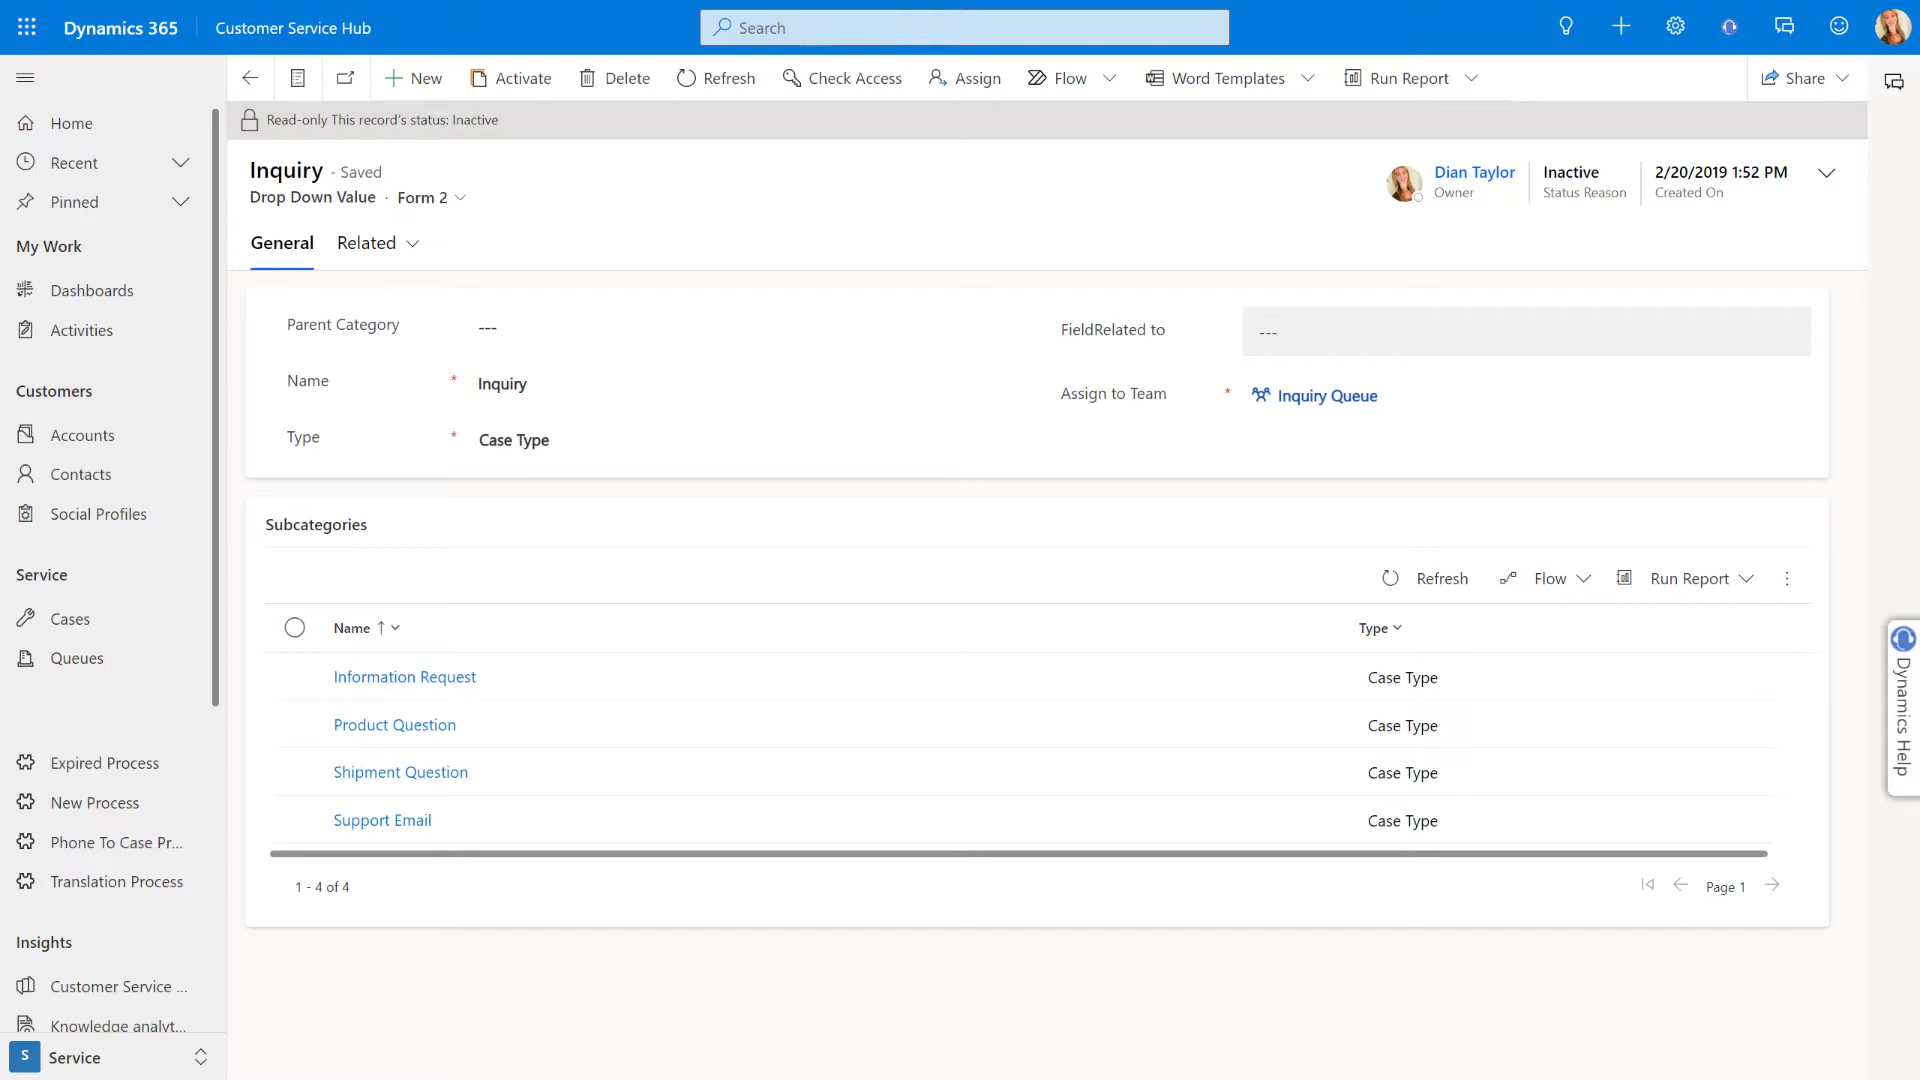 Dynamics 365
Customer Service Hub
Search
New
Activate
Delete
Refresh
Check Access
Assign
Flow
Word Templates
Run Report
Share
Home
Recent
Pinned
My Work
Dashboards
Activities
Customers
Accounts
Contacts
Social Profiles
Service
Cases
Queues
Expired Process
New Process
Phone To Case Pr...
Translation Process
Insights
Customer Service ...
Knowledge analyt...
S Service
Read-only This record's status: Inactive
Inquiry - Saved
Drop Down Value · Form 2
Dian Taylor
Owner
Inactive
Status Reason
2/20/2019 1:52 PM
Created On
General
Related
Parent Category ---
Name * Inquiry
Type * Case Type
FieldRelated to ---
Assign to Team * Inquiry Queue
Subcategories
Refresh
Flow
Run Report
Name ↑ Type
Information Request Case Type
Product Question Case Type
Shipment Question Case Type
Support Email Case Type
1 - 4 of 4
Page 1
Dynamics Help